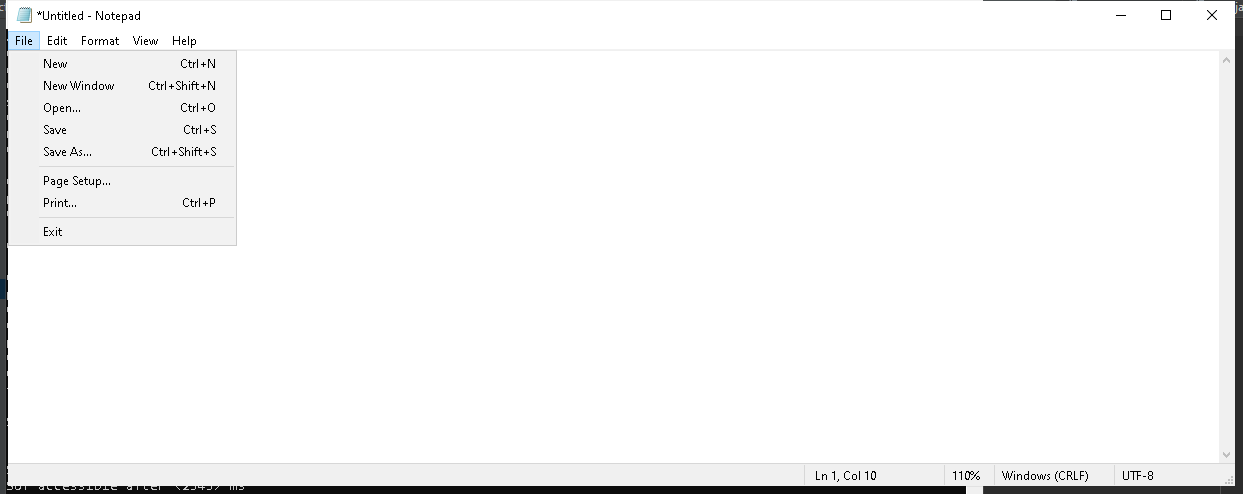 *Untitled - Notepad
File Edit Format View Help
New Ctrl+N
New Window Ctrl+Shift+N
Open... Ctrl+O
Save Ctrl+S
Save As... Ctrl+Shift+S
Page Setup...
Print... Ctrl+P
Exit
Ln 1, Col 10 110% Windows (CRLF) UTF-8
accessible after ms